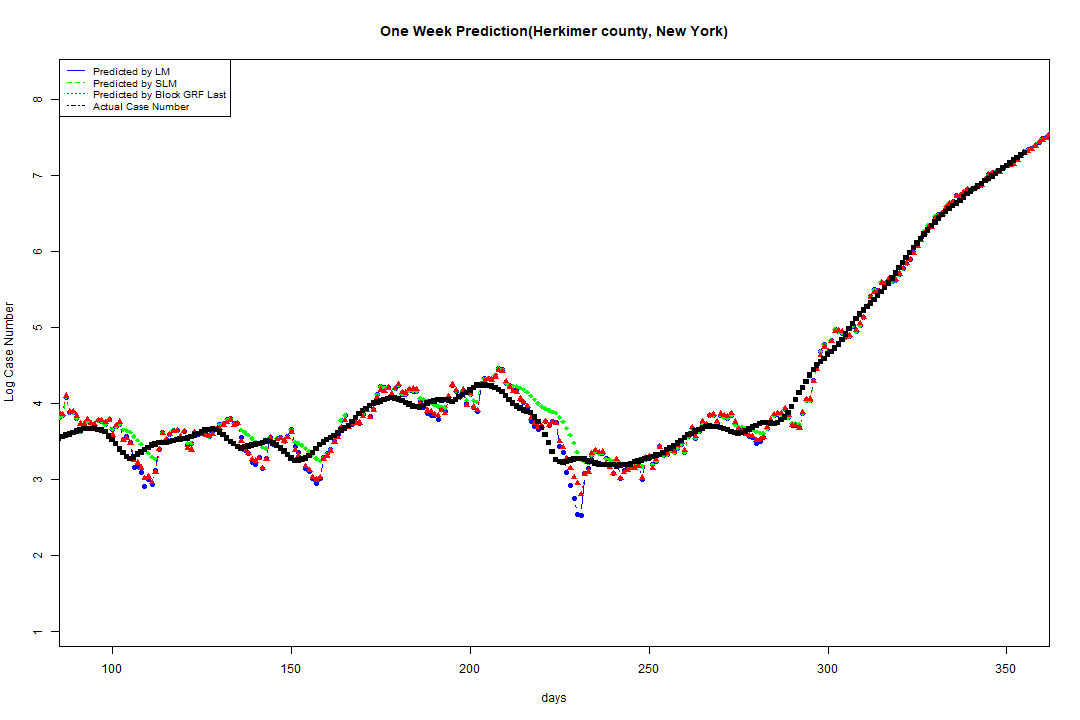 One Week Prediction(Herkimer county, New York)
Predicted by LM
Predicted by SLM
Predicted by Block GRF Last
Actual Case Number
Log Case Number
8
7
6
5
4
3
2
1
100 150 200 250 300 350
days